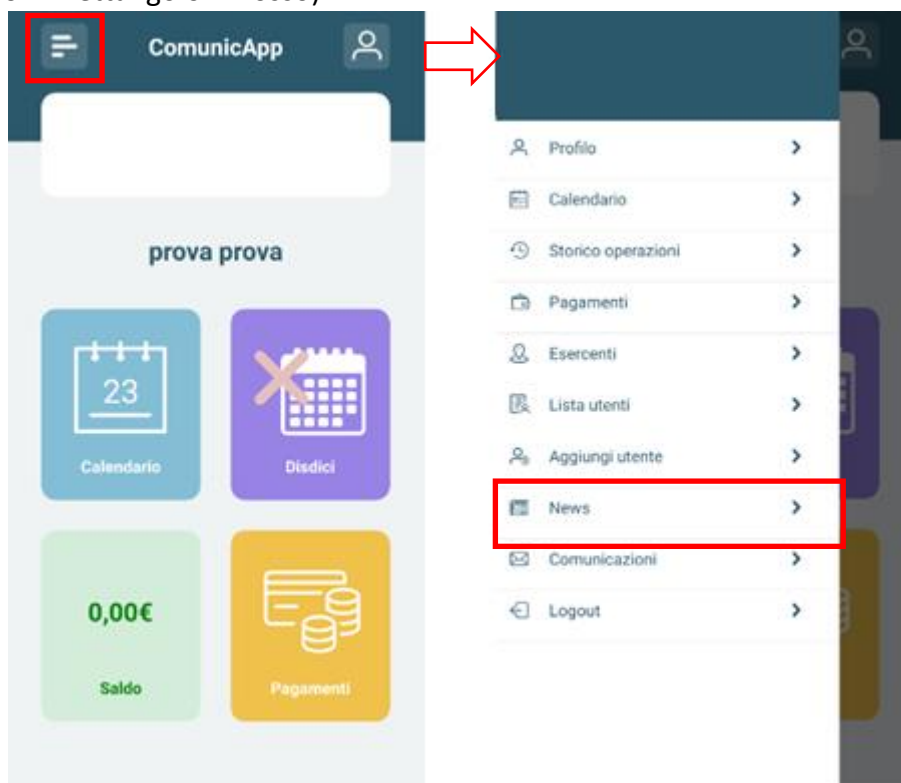 ComunicApp
prova prova
23
Calendario
Disdici
0,00€
Saldo
Pagamenti
Profilo
Calendario
Storico operazioni
Pagamenti
Esercenti
Lista utenti
Aggiungi utente
News
Comunicazioni
Logout